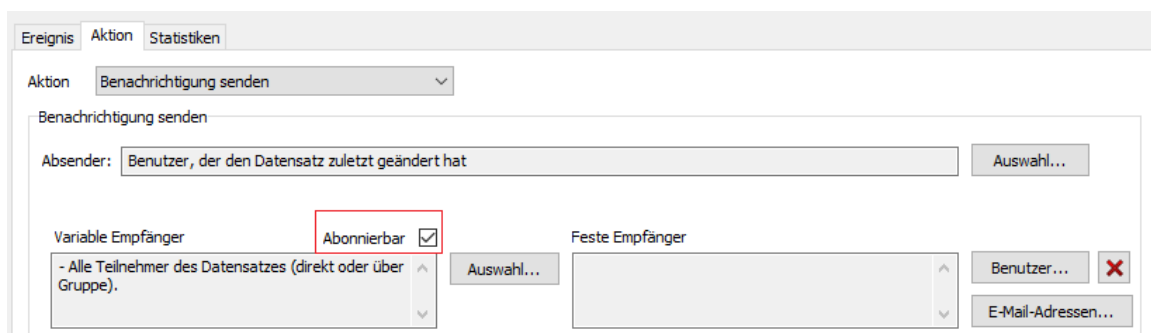 Ereignis Aktion Statistiken
Aktion Benachrichtigung senden
Benachrichtigung senden
Absender: Benutzer, der den Datensatz zuletzt geändert hat Auswahl...
Variable Empfänger Abonnierbar Feste Empfänger
- Alle Teilnehmer des Datensatzes (direkt oder über Auswahl... Benutzer...
Gruppe).
E-Mail-Adressen...